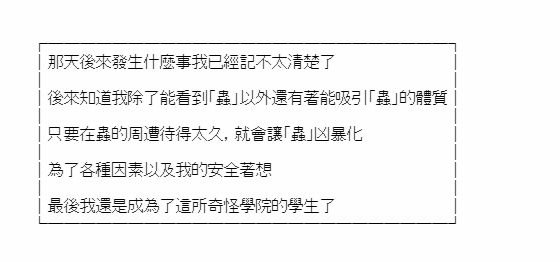 那天後來發生什麼事我已經記不太清楚了
後來知道我除了能看到｢蟲｣以外還有著能吸引｢蟲｣的體質
只要在蟲的周遭待得太久, 就會讓｢蟲｣凶暴化
為了各種因素以及我的安全著想
最後我還是成為了這所奇怪學院的學生了